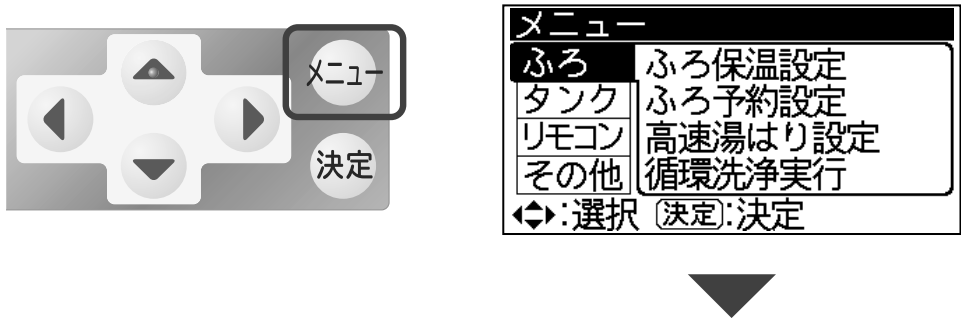 メニュー
決定
メニュー
ふろ
タンク
リモコン
その他
ふろ保温設定
ふろ予約設定
高速湯はり設定
循環洗浄実行
:選択 決定:決定